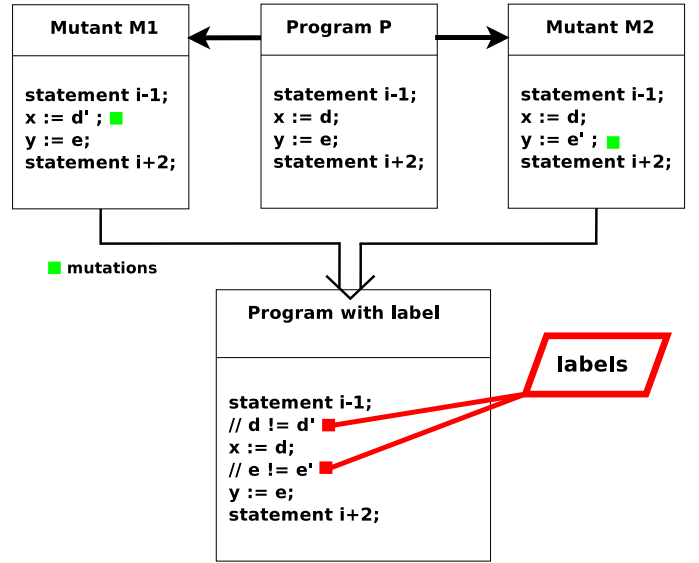 Mutant M1
statement i-1;
x := d' ;
y := e;
statement i+2;
Program P
statement i-1;
x := d;
y := e;
statement i+2;
Mutant M2
statement i-1;
x := d;
y := e' ;
statement i+2;
mutations
Program with label
statement i-1;
// d != d'
x := d;
// e != e'
y := e;
statement i+2;
labels